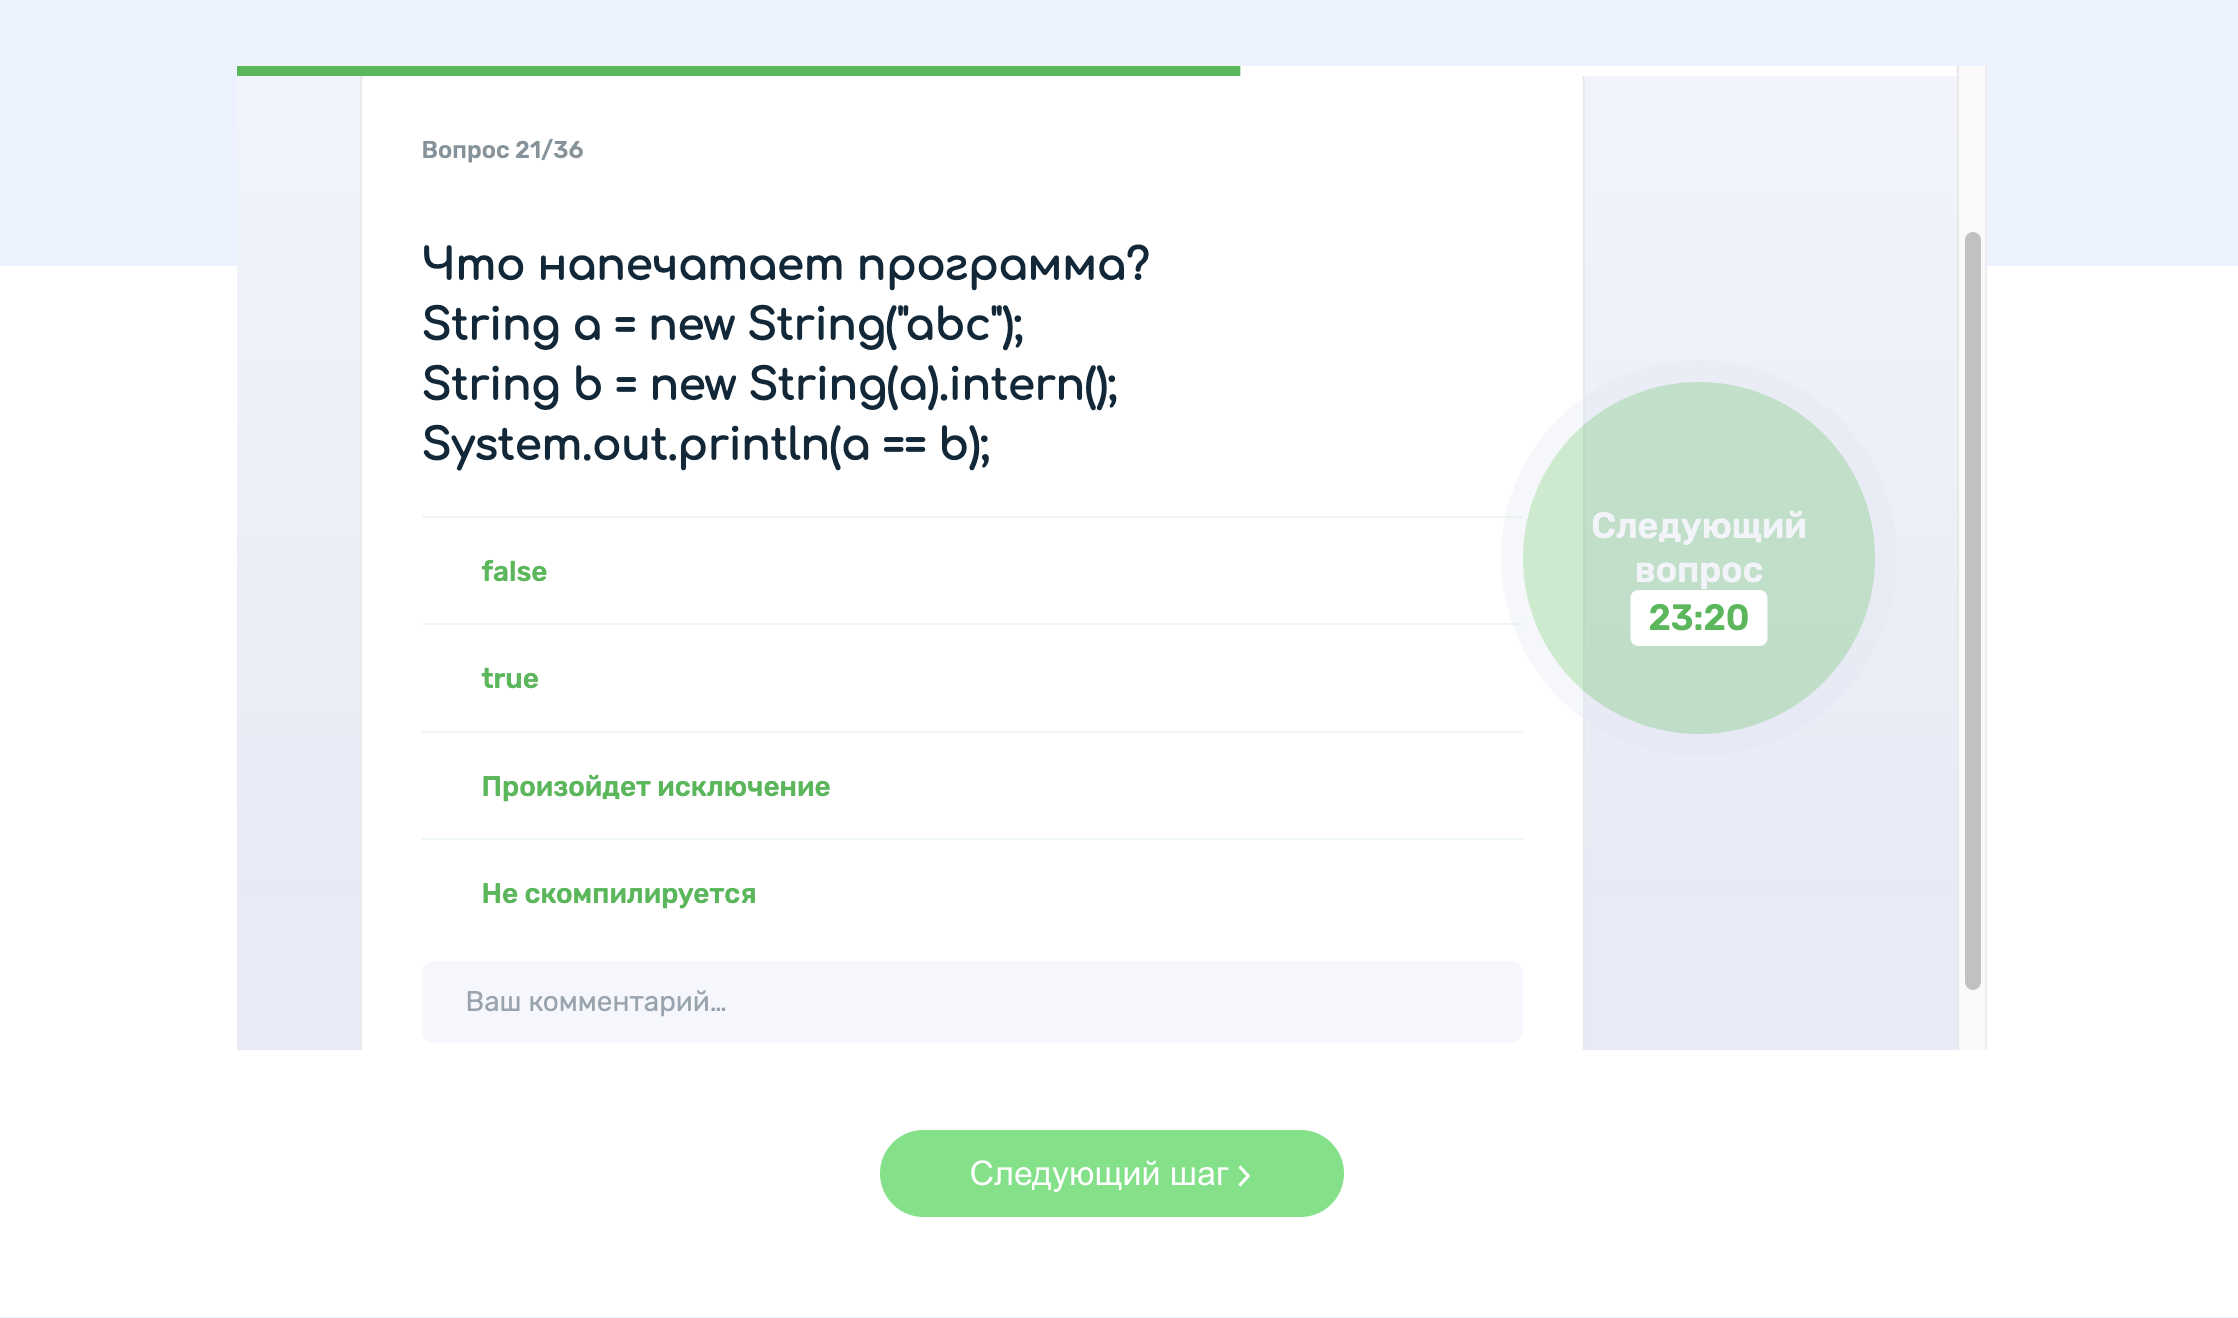 Вопрос 21/36
Что напечатает программа?
String a = new String("abc");
String b = new String(a).intern();
System.out.println(a == b);
false
true
Произойдет исключение
Не скомпилируется
Ваш комментарий...
Следующий
вопрос
23:20
Следующий шаг >